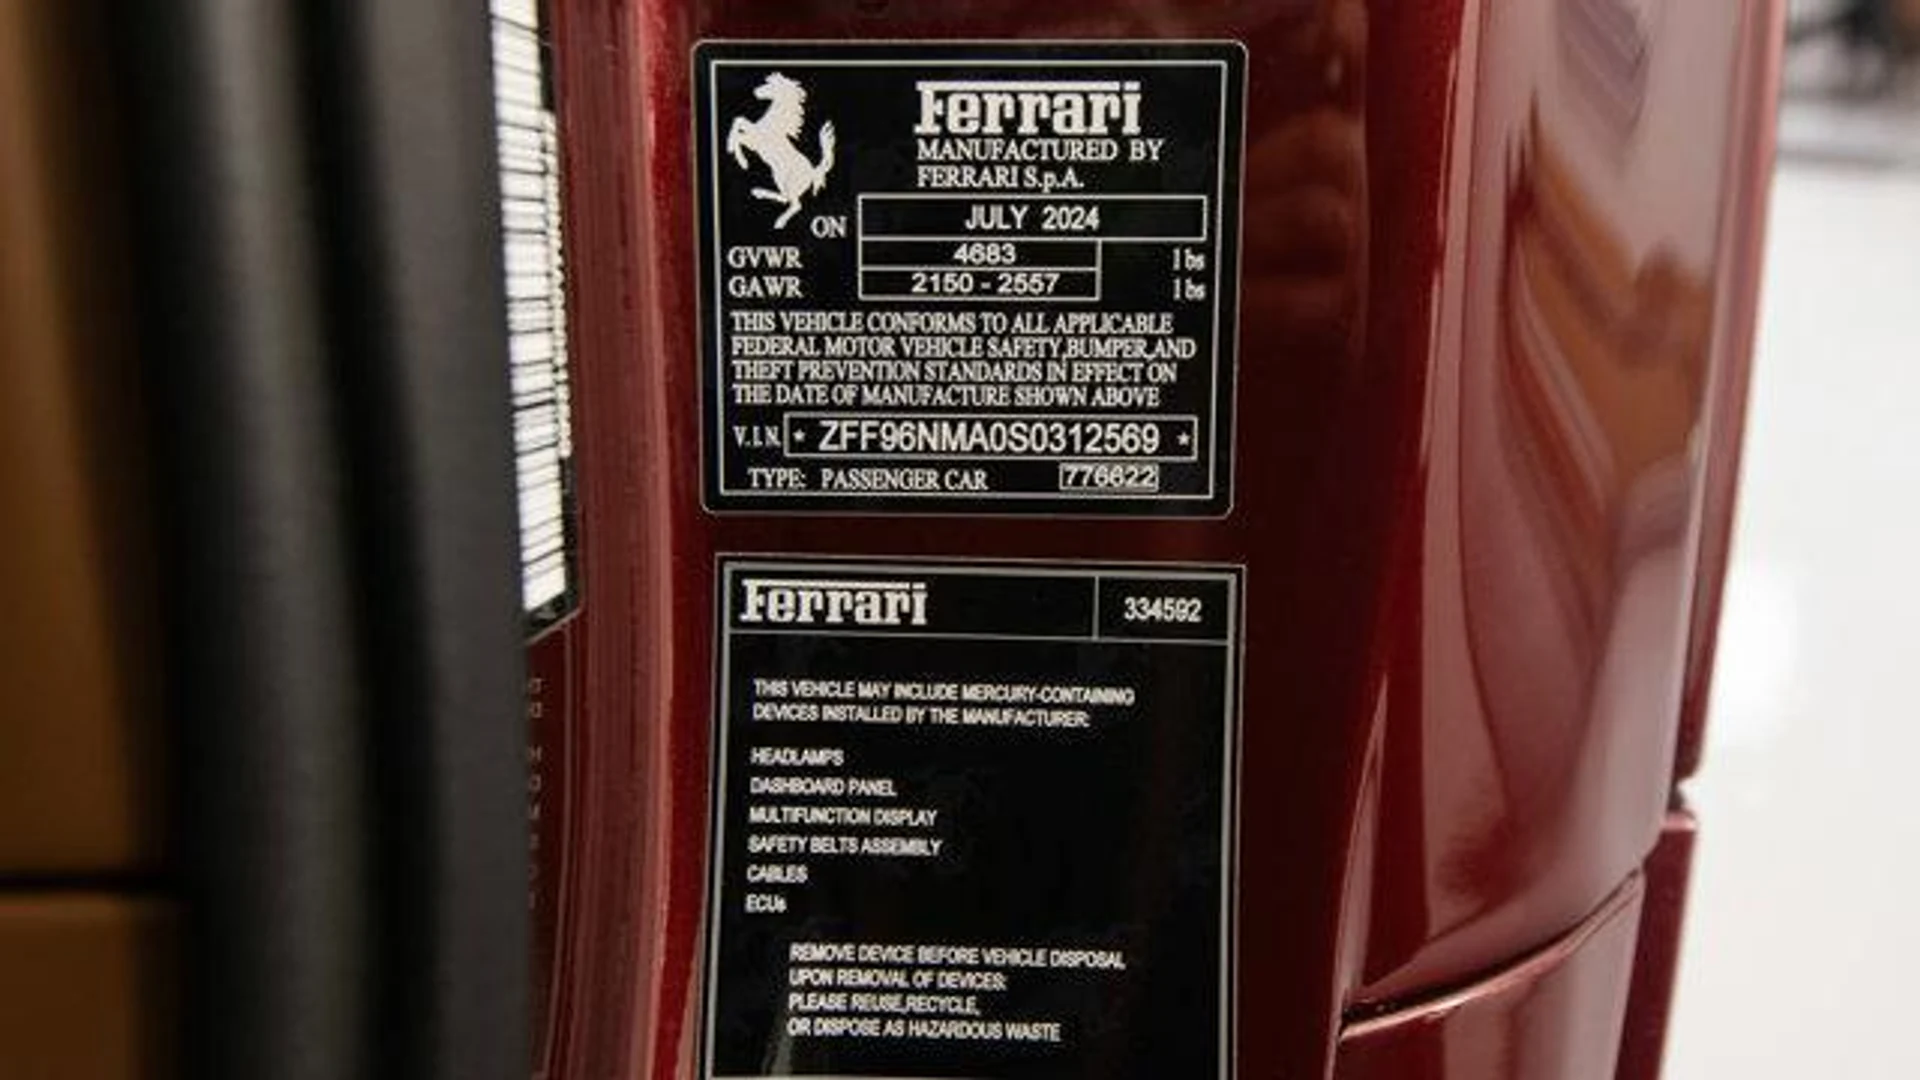 Ferrari
MANUFACTURED BY
FERRARI S.p.A.
ON JULY 2024
GVWR 4683 lbs
GAWR 2150 - 2557 lbs
THIS VEHICLE CONFORMS TO ALL APPLICABLE
FEDERAL MOTOR VEHICLE SAFETY,BUMPER,AND
THEFT PREVENTION STANDARDS IN EFFECT ON
THE DATE OF MANUFACTURE SHOWN ABOVE
V.I.N. * ZFF96NMA0S0312569 *
TYPE: PASSENGER CAR 776622
Ferrari 334592
THIS VEHICLE MAY INCLUDE MERCURY-CONTAINING
DEVICES INSTALLED BY THE MANUFACTURER:
HEADLAMPS
DASHBOARD PANEL
MULTIFUNCTION DISPLAY
SAFETY BELTS ASSEMBLY
CABLES
ECUs
REMOVE DEVICE BEFORE VEHICLE DISPOSAL
UPON REMOVAL OF DEVICES:
PLEASE REUSE,RECYCLE,
OR DISPOSE AS HAZARDOUS WASTE